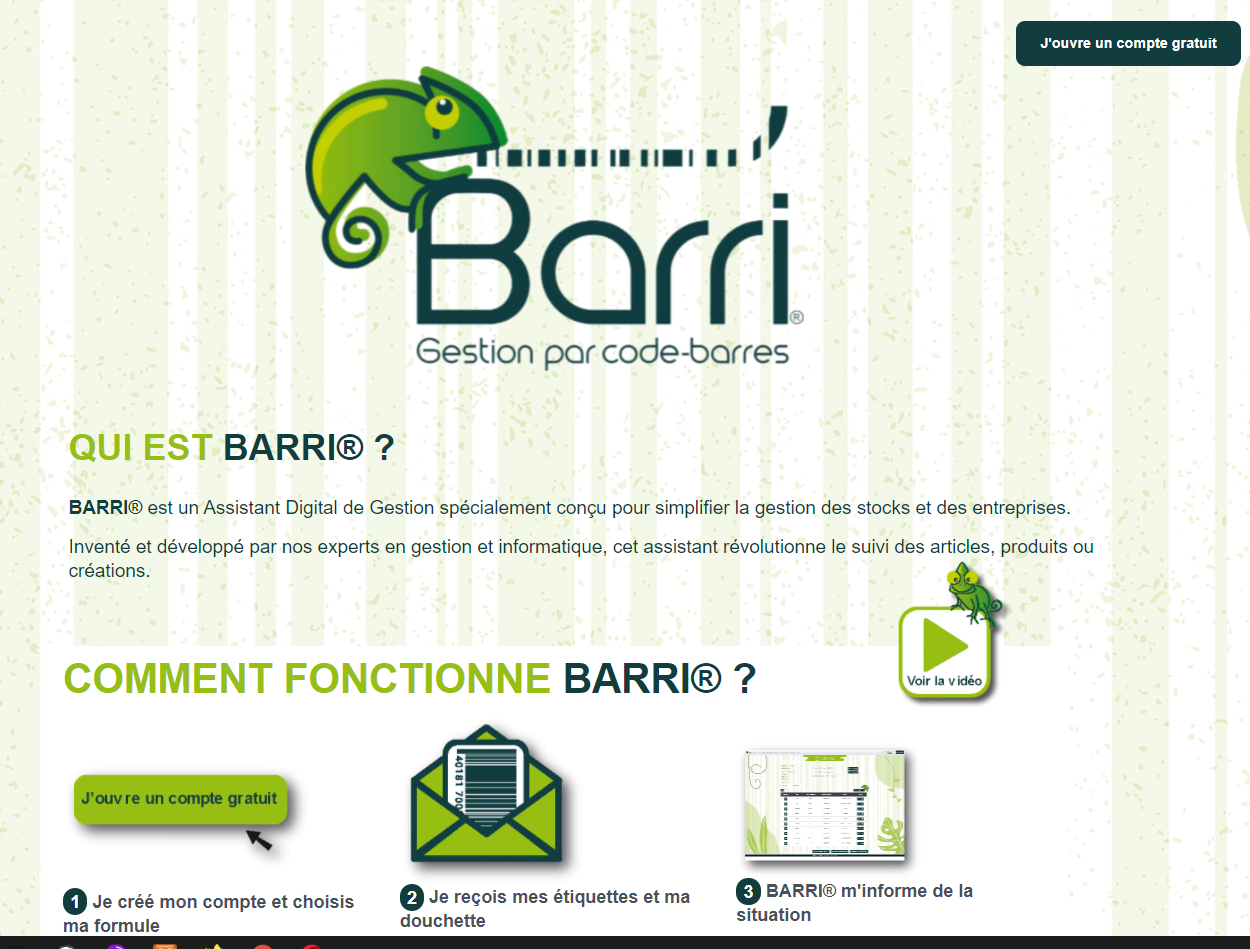 J'ouvre un compte gratuit
Barri®
Gestion par code-barres
QUI EST BARRI® ?
BARRI® est un Assistant Digital de Gestion spécialement conçu pour simplifier la gestion des stocks et des entreprises.
Inventé et développé par nos experts en gestion et informatique, cet assistant révolutionne le suivi des articles, produits ou
créations.
COMMENT FONCTIONNE BARRI® ?
Voir la vidéo
J'ouvre un compte gratuit
40181 700
1 Je créé mon compte et choisis
ma formule
2 Je reçois mes étiquettes et ma
douchette
3 BARRI® m'informe de la
situation